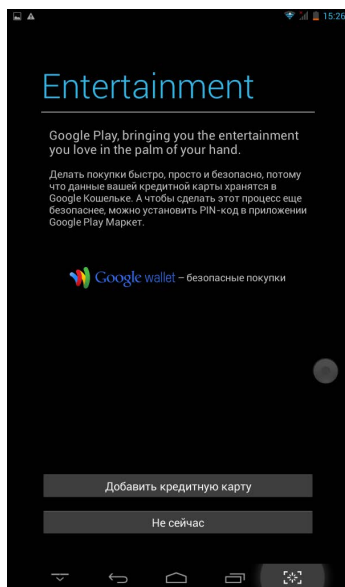 15:26
Entertainment
Google Play, bringing you the entertainment
you love in the palm of your hand.
Делать покупки быстро, просто и безопасно, потому
что данные вашей кредитной карты хранятся в
Google Кошельке. А чтобы сделать этот процесс еще
безопаснее, можно установить PIN-код в приложении
Google Play Маркет.
Google wallet – безопасные покупки
Добавить кредитную карту
Не сейчас